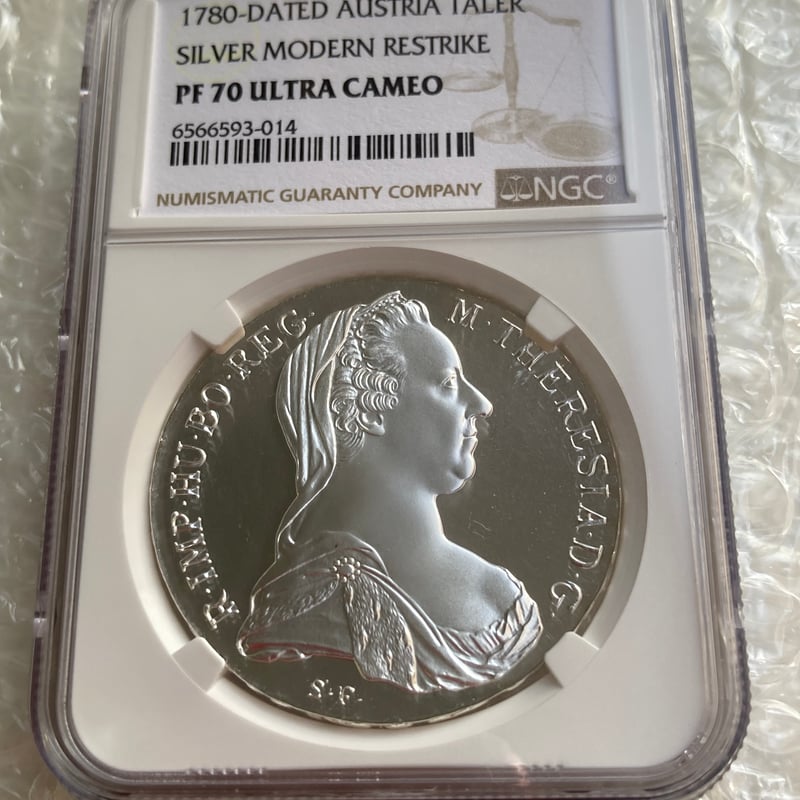 1780-DATED AUSTRIA TALER
SILVER MODERN RESTRIKE
PF 70 ULTRA CAMEO
6566593-014
NUMISMATIC GUARANTY COMPANY
NGC®
R·IMP·HU·BO·REG·
M·THERESIA·D·G·
S·F·